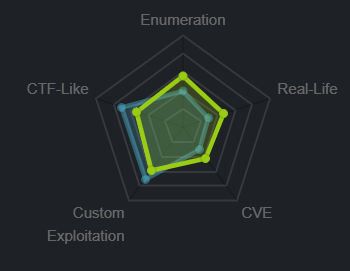 Enumeration
CTF-Like
Real-Life
Custom
Exploitation
CVE